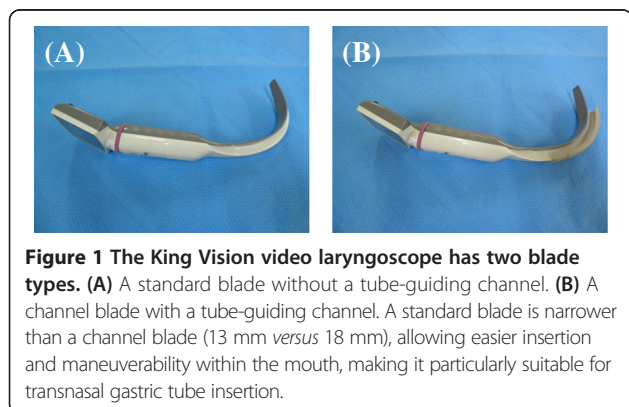 (A)
(B)
Figure 1 The King Vision video laryngoscope has two blade
types. (A) A standard blade without a tube-guiding channel. (B) A
channel blade with a tube-guiding channel. A standard blade is narrower
than a channel blade (13 mm versus 18 mm), allowing easier insertion
and maneuverability within the mouth, making it particularly suitable for
transnasal gastric tube insertion.